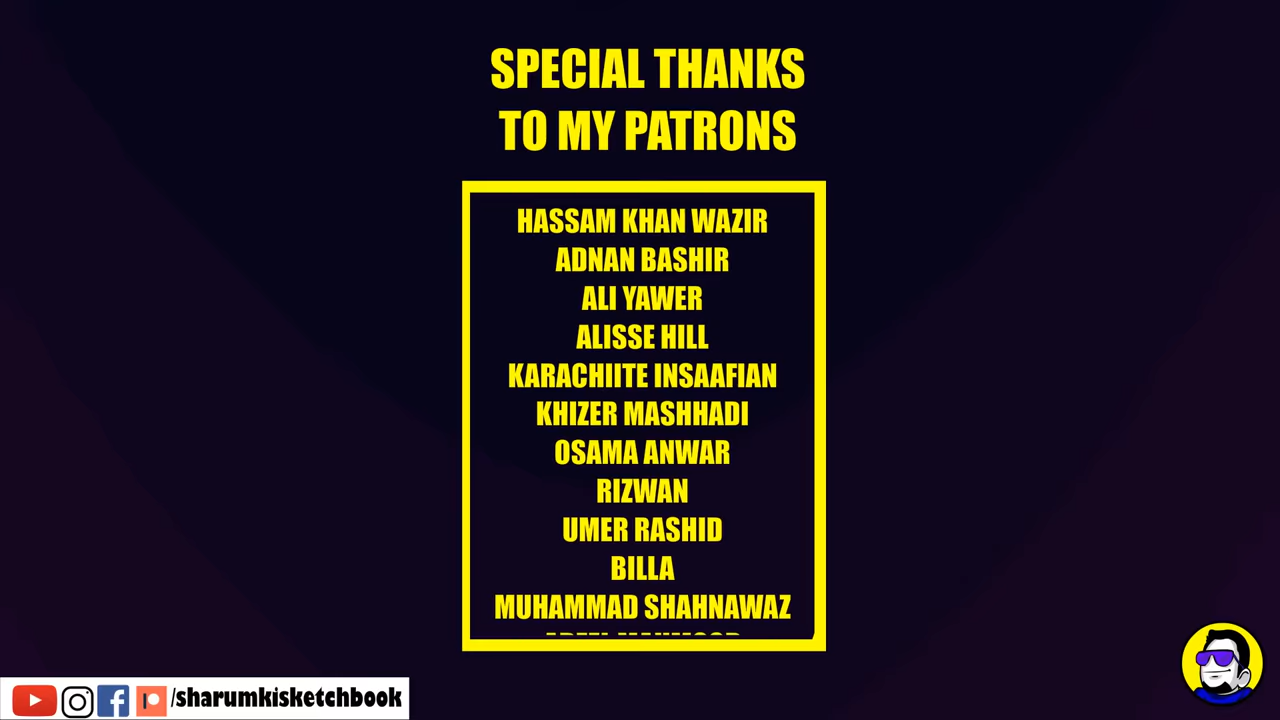 SPECIAL THANKS
TO MY PATRONS
HASSAM KHAN WAZIR
ADNAN BASHIR
ALI YAWER
ALISSE HILL
KARACHIITE INSAAFIAN
KHIZER MASHHADI
OSAMA ANWAR
RIZWAN
UMER RASHID
BILLA
MUHAMMAD SHAHNAWAZ
/sharumkisketchbook